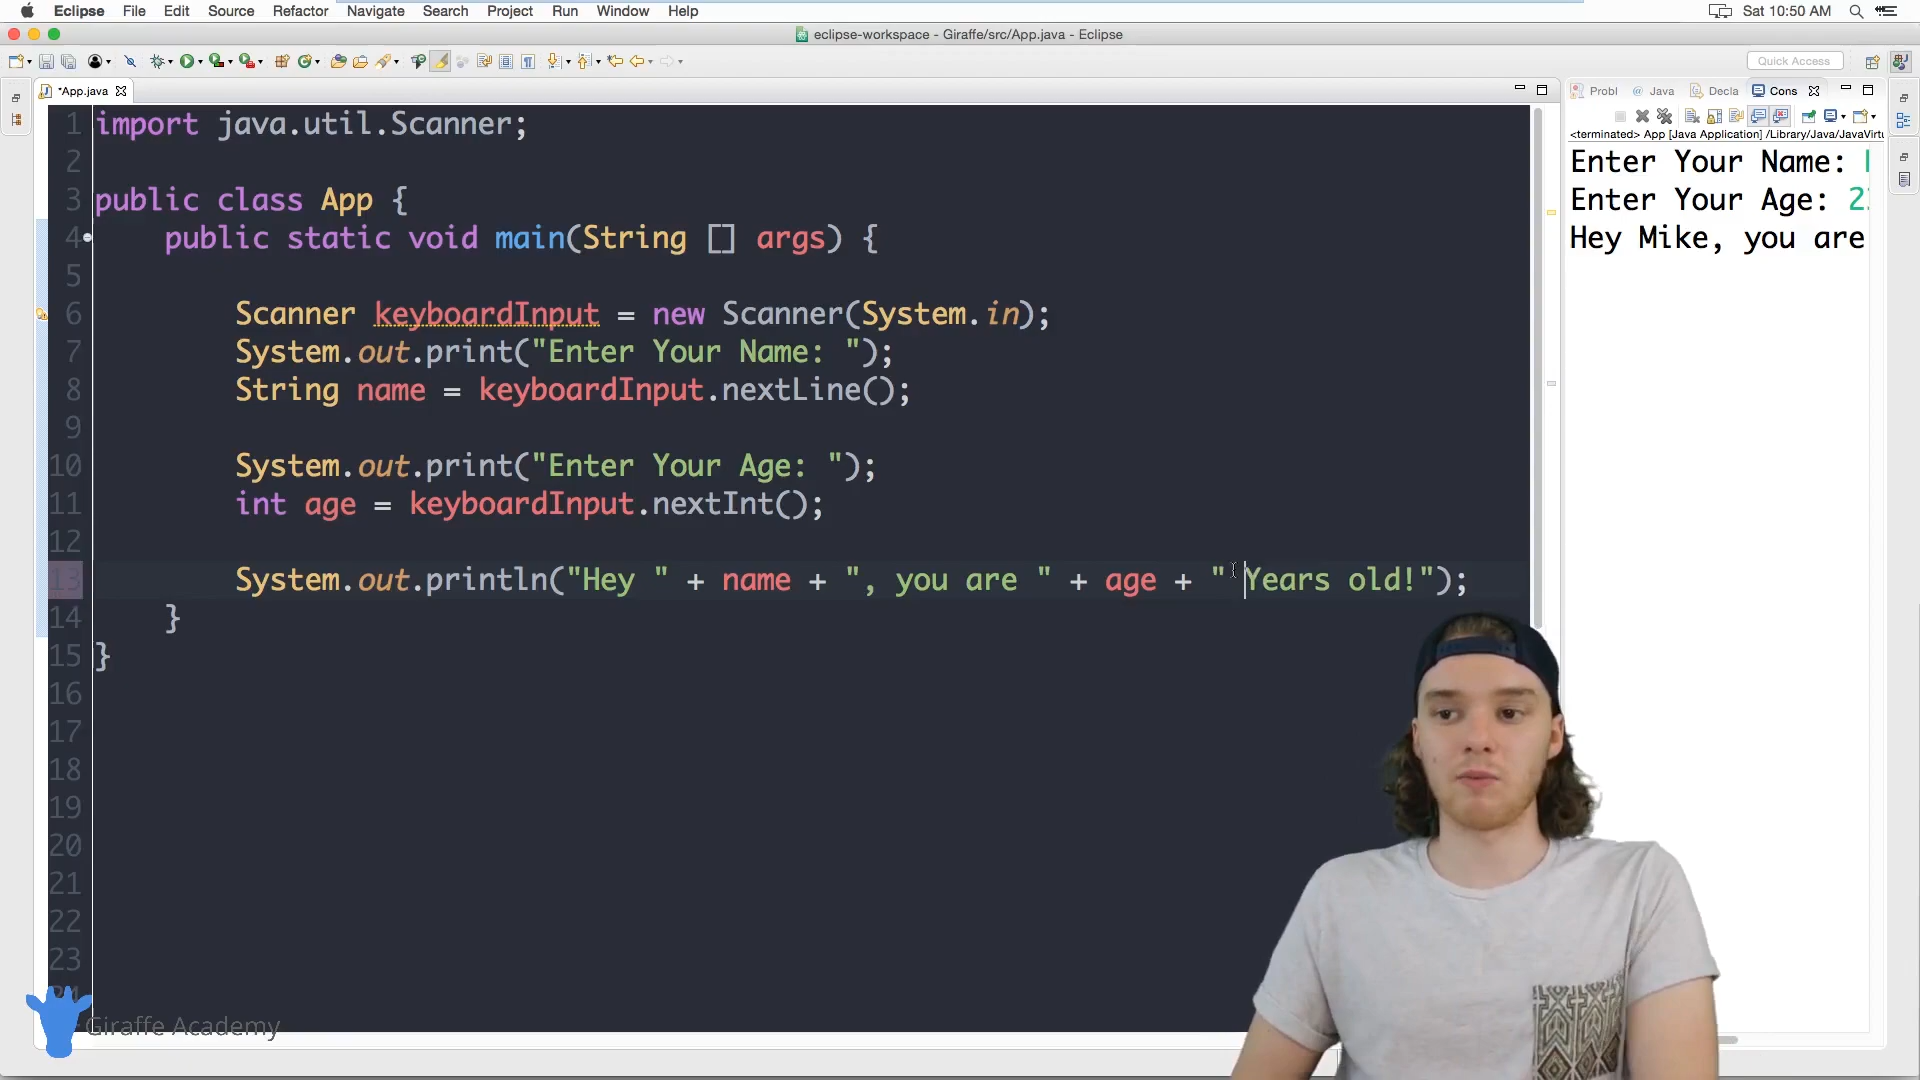 Eclipse File Edit Source Refactor Navigate Search Project Run Window Help Sat 10:50 AM
eclipse-workspace - Giraffe/src/App.java - Eclipse
Quick Access
*App.java Probl @ Java Decla Cons
<terminated> App [Java Application] /Library/Java/JavaVirtu
1 import java.util.Scanner;
2
3 public class App {
4 public static void main(String [] args) {
5
6 Scanner keyboardInput = new Scanner(System.in);
7 System.out.print("Enter Your Name: ");
8 String name = keyboardInput.nextLine();
9
10 System.out.print("Enter Your Age: ");
11 int age = keyboardInput.nextInt();
12
13 System.out.println("Hey " + name + ", you are " + age + " Years old!");
14 }
15 }
16
17
18
19
20
21
22
23
Enter Your Name:
Enter Your Age: 2
Hey Mike, you are
Giraffe Academy